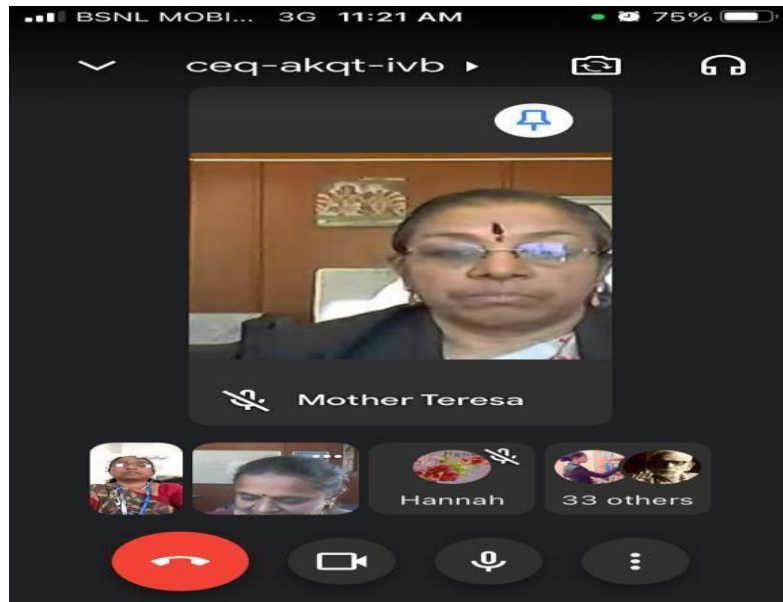 BSNL MOBI... 3G 11:21 AM 75%
ceq-akqt-ivb
Mother Teresa
Hannah
33 others